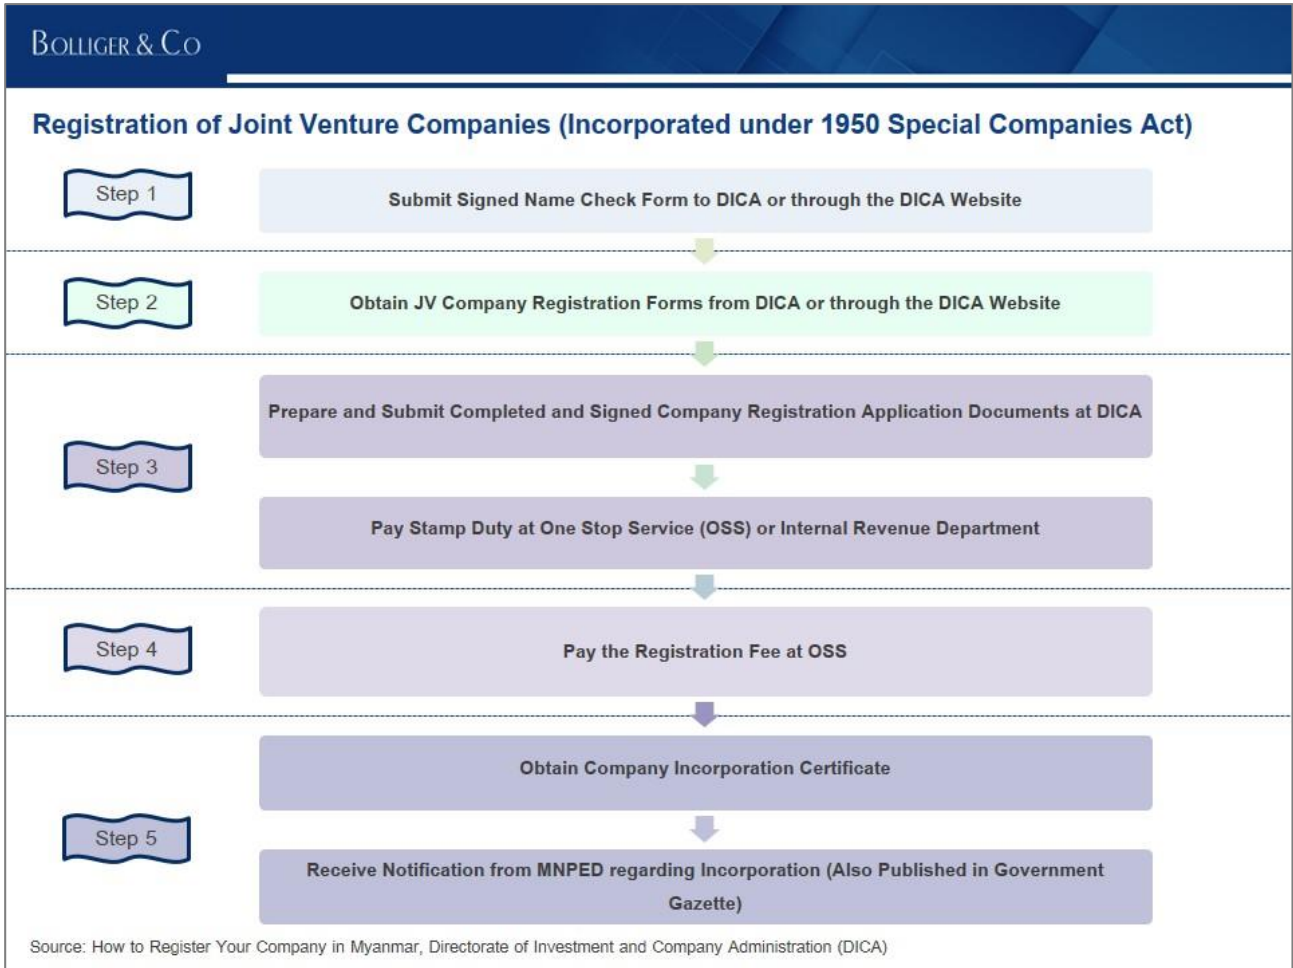 BOLLIGER & CO
Registration of Joint Venture Companies (Incorporated under 1950 Special Companies Act)
Step 1
Submit Signed Name Check Form to DICA or through the DICA Website
Step 2
Obtain JV Company Registration Forms from DICA or through the DICA Website
Step 3
Prepare and Submit Completed and Signed Company Registration Application Documents at DICA
Pay Stamp Duty at One Stop Service (OSS) or Internal Revenue Department
Step 4
Pay the Registration Fee at OSS
Step 5
Obtain Company Incorporation Certificate
Receive Notification from MNPED regarding Incorporation (Also Published in Government
Gazette)
Source: How to Register Your Company in Myanmar, Directorate of Investment and Company Administration (DICA)